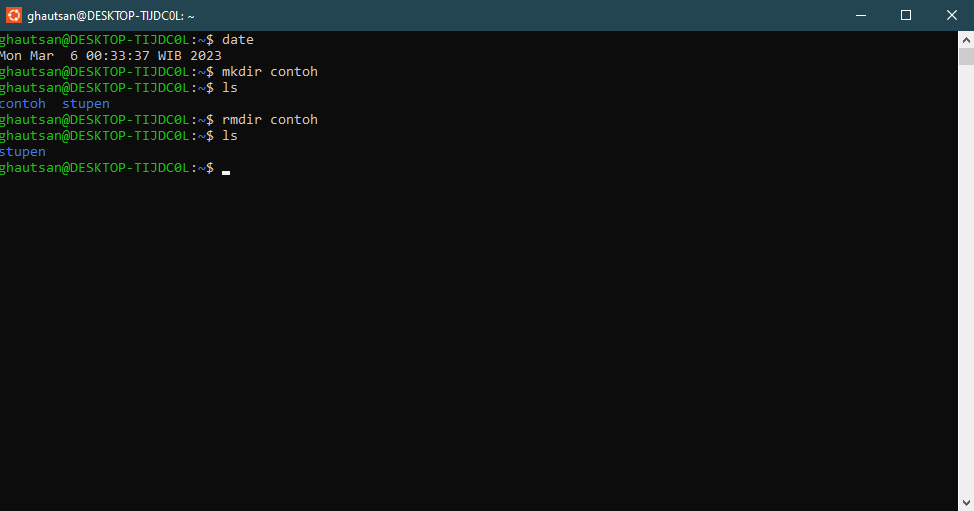 ghautsan@DESKTOP-TIJDC0L: ~
ghautsan@DESKTOP-TIJDC0L:~$ date
Mon Mar  6 00:33:37 WIB 2023
ghautsan@DESKTOP-TIJDC0L:~$ mkdir contoh
ghautsan@DESKTOP-TIJDC0L:~$ ls
contoh  stupen
ghautsan@DESKTOP-TIJDC0L:~$ rmdir contoh
ghautsan@DESKTOP-TIJDC0L:~$ ls
stupen
ghautsan@DESKTOP-TIJDC0L:~$